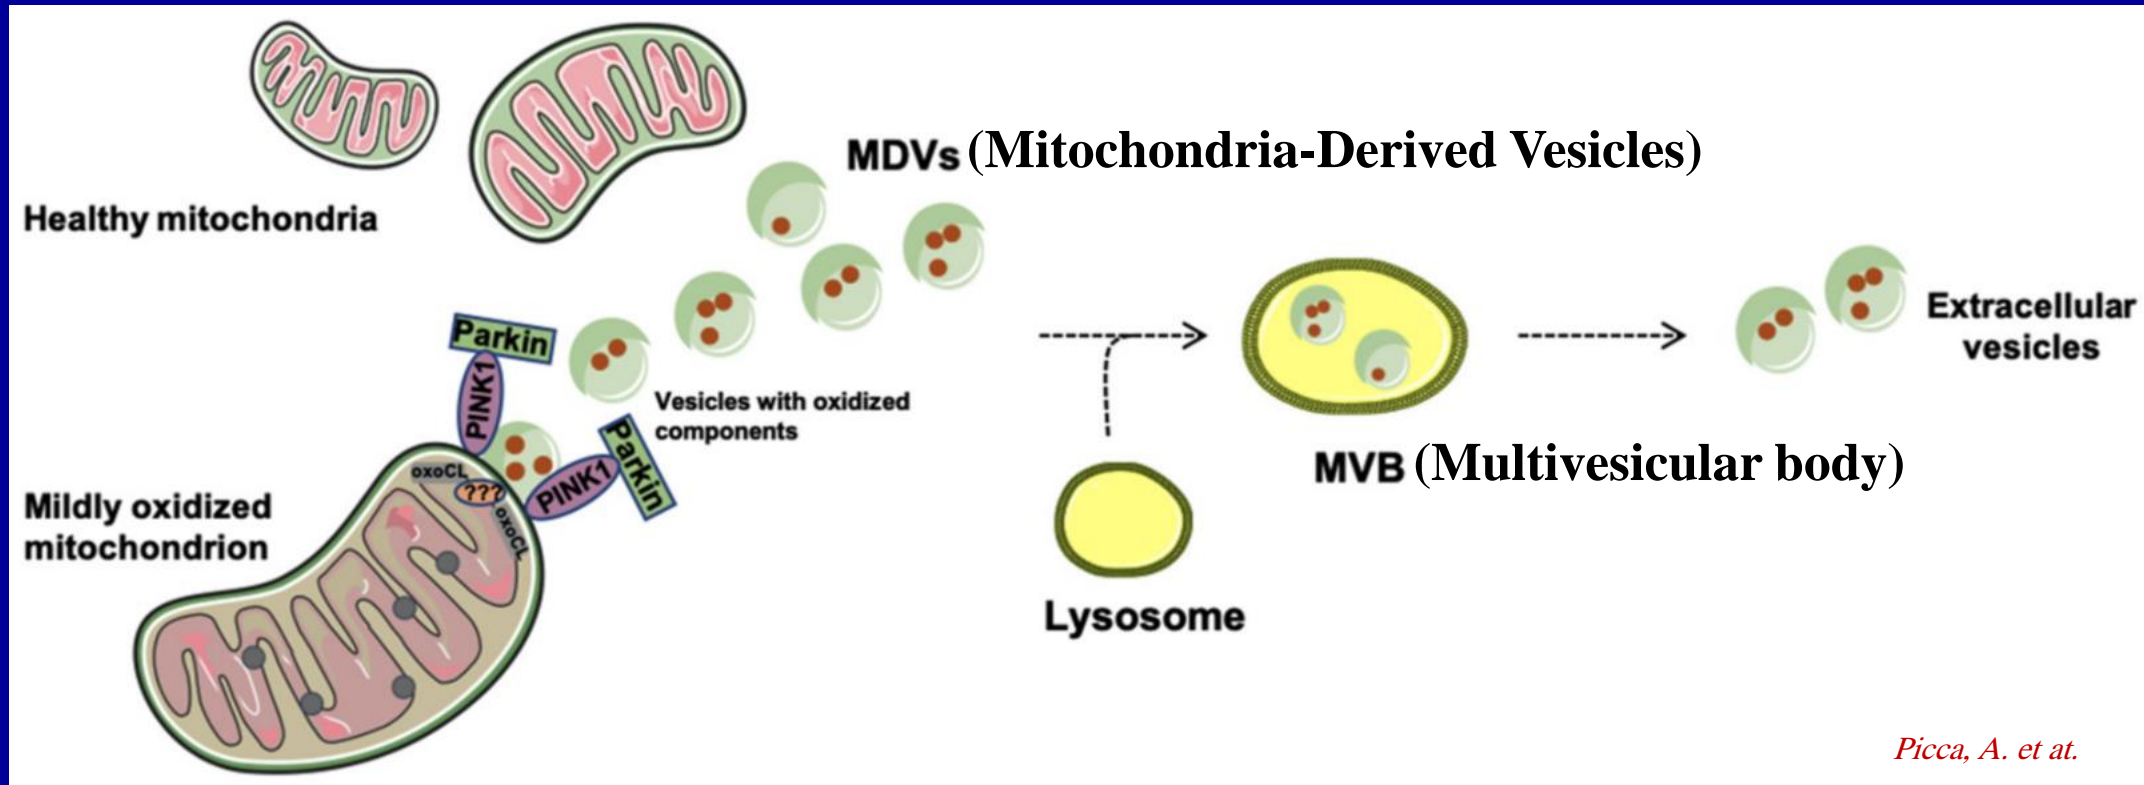 MDVs (Mitochondria-Derived Vesicles)
Healthy mitochondria
Parkin
PINK1
Vesicles with oxidized
components
Parkin
PINK1
oxoCL
???
oxoCL
Mildly oxidized
mitochondrion
Lysosome
MVB (Multivesicular body)
Extracellular
vesicles
Picca, A. et at.